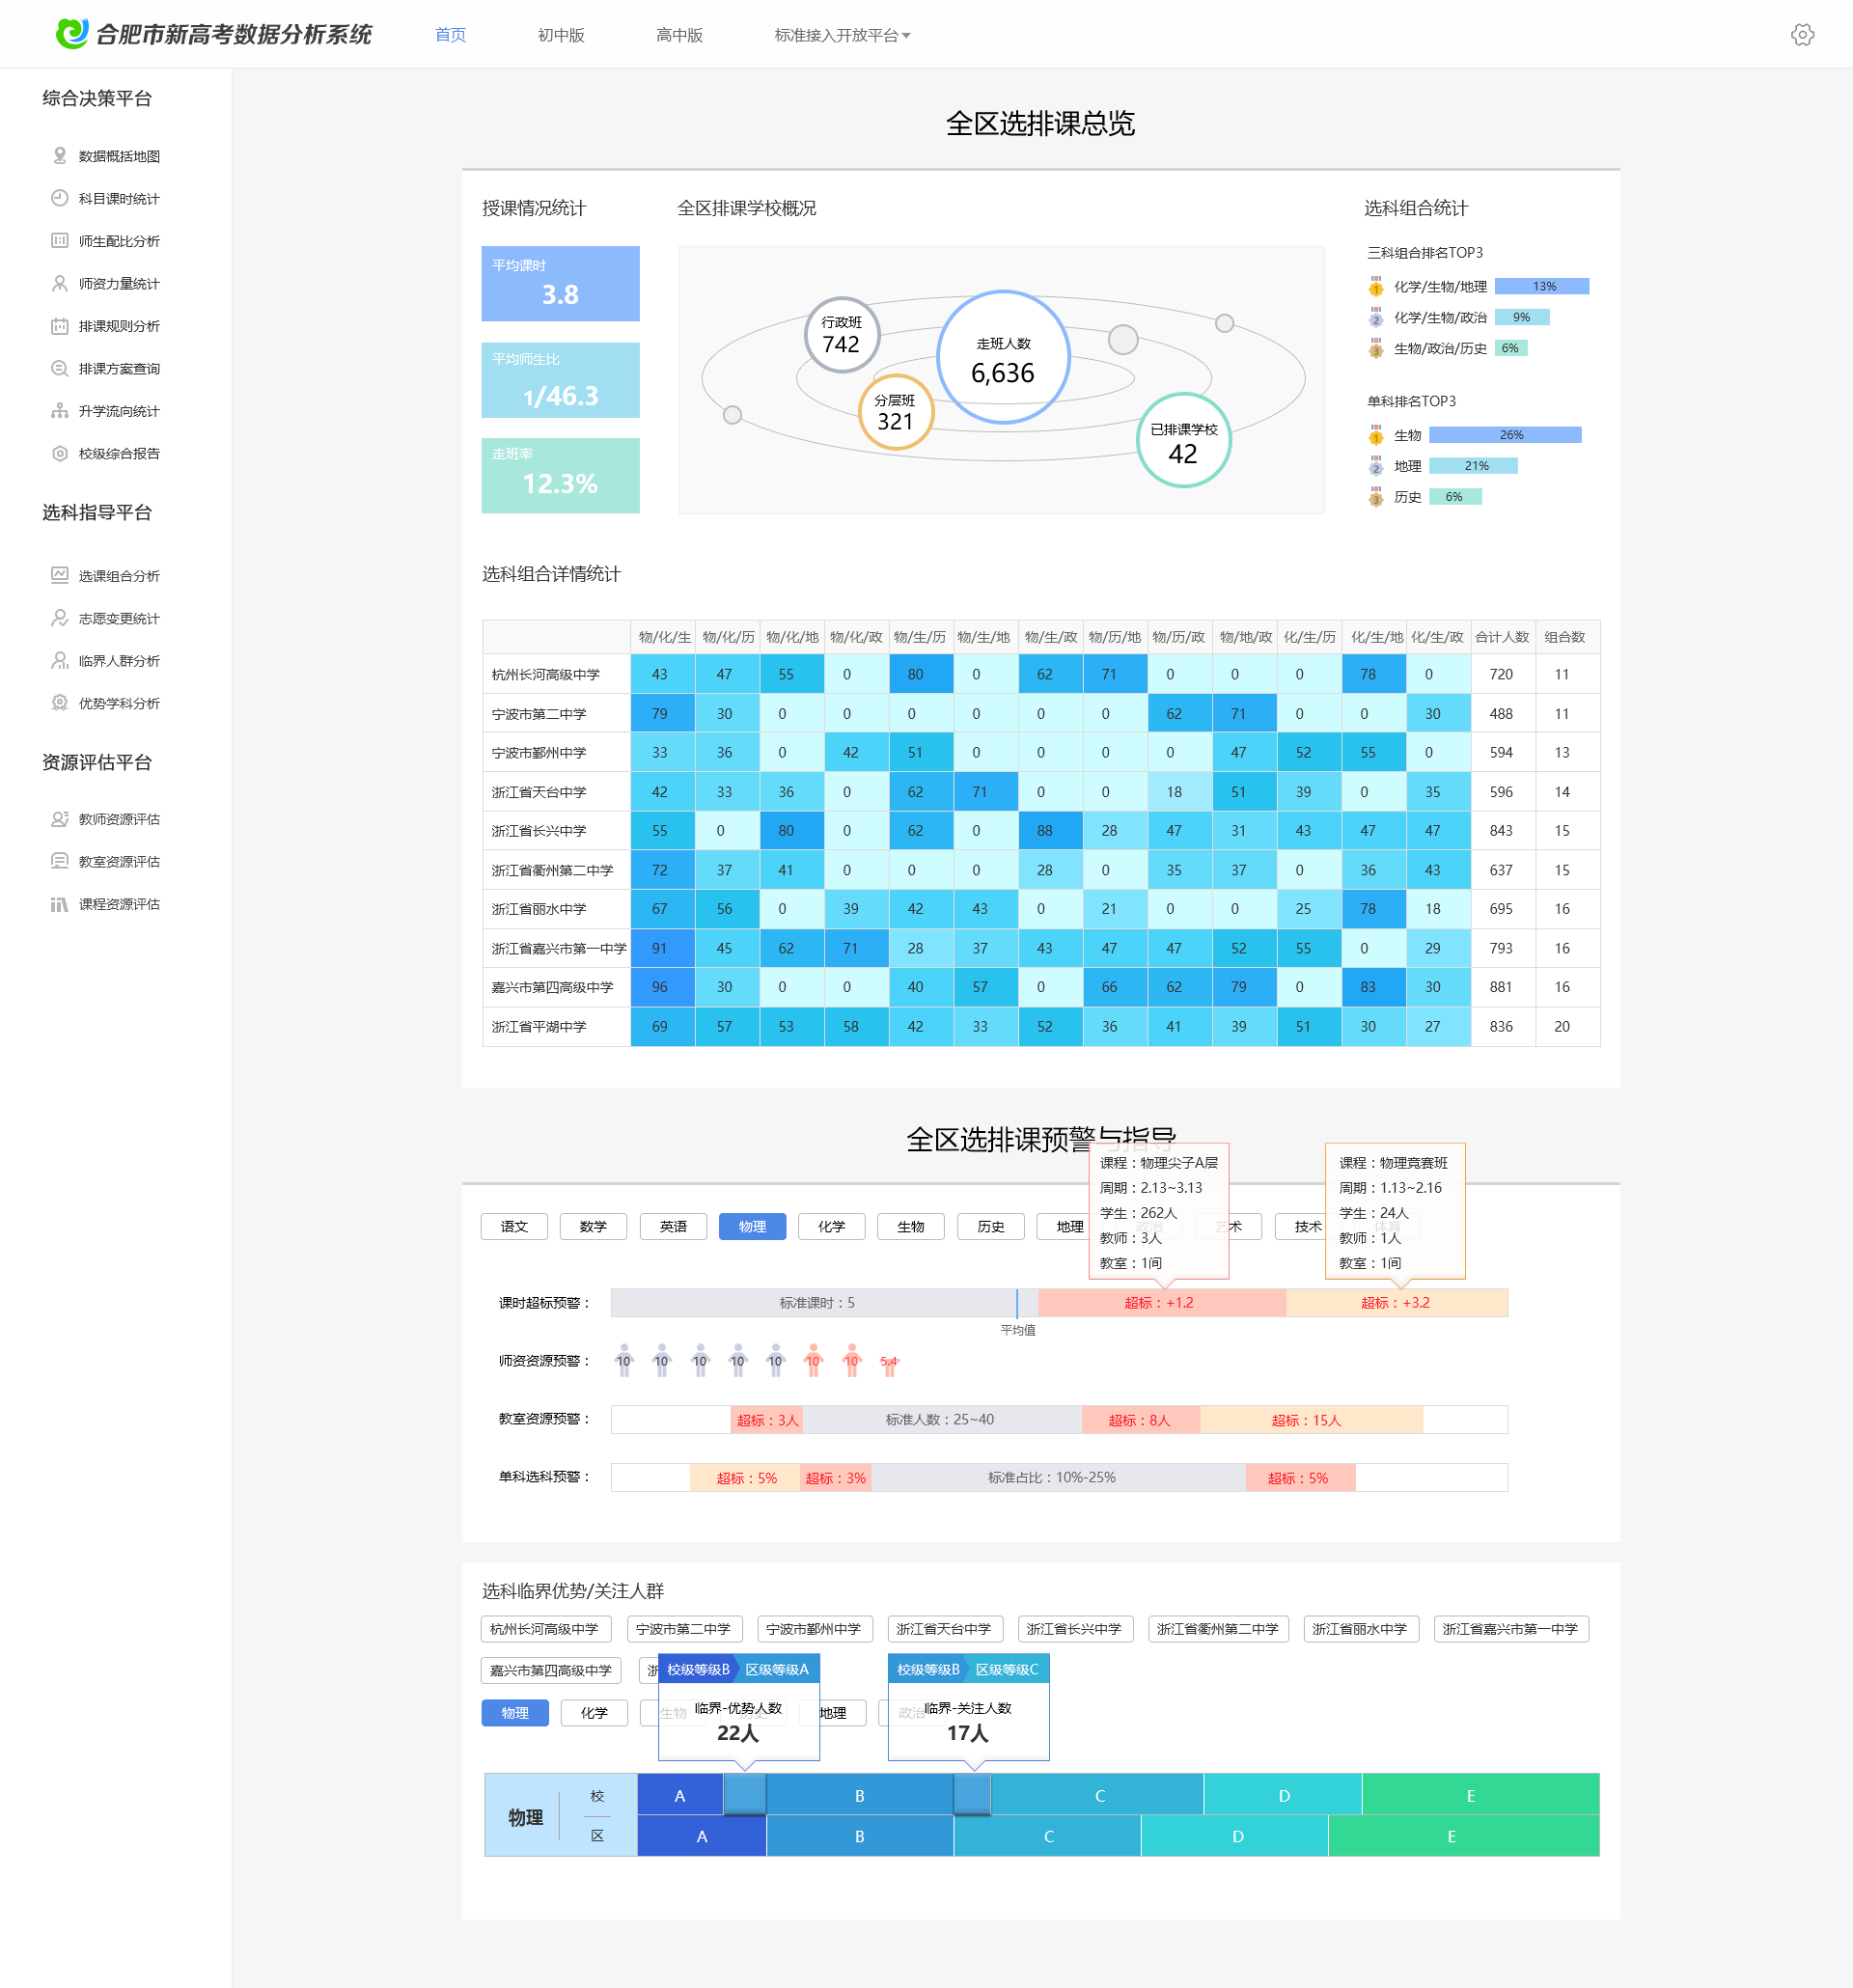 合肥市新高考数据分析系统 首页 初中版 高中版 标准接入开放平台
综合决策平台
数据概括地图
科目课时统计
师生配比分析
师资力量统计
排课规则分析
排课方案查询
升学流向统计
校级综合报告
选科指导平台
选课组合分析
志愿变更统计
临界人群分析
优势学科分析
资源评估平台
教师资源评估
教室资源评估
课程资源评估
全区选排课总览
授课情况统计
平均课时
3.8
平均师生比
1/46.3
走班率
12.3%
全区排课学校概况
行政班
742
走班人数
6,636
分层班
321
已排课学校
42
选科组合统计
三科组合排名TOP3
1 化学/生物/地理 13%
2 化学/生物/政治 9%
3 生物/政治/历史 6%
单科排名TOP3
1 生物 26%
2 地理 21%
3 历史 6%
选科组合详情统计
物/化/生 物/化/历 物/化/地 物/化/政 物/生/历 物/生/地 物/生/政 物/历/地 物/历/政 物/地/政 化/生/历 化/生/地 化/生/政 合计人数 组合数
杭州长河高级中学 43 47 55 0 80 0 62 71 0 0 0 78 0 720 11
宁波市第二中学 79 30 0 0 0 0 0 0 62 71 0 0 30 488 11
宁波市鄞州中学 33 36 0 42 51 0 0 0 0 47 52 55 0 594 13
浙江省天台中学 42 33 36 0 62 71 0 0 18 51 39 0 35 596 14
浙江省长兴中学 55 0 80 0 62 0 88 28 47 31 43 47 47 843 15
浙江省衢州第二中学 72 37 41 0 0 0 28 0 35 37 0 36 43 637 15
浙江省丽水中学 67 56 0 39 42 43 0 21 0 0 25 78 18 695 16
浙江省嘉兴市第一中学 91 45 62 71 28 37 43 47 47 52 55 0 29 793 16
嘉兴市第四高级中学 96 30 0 0 40 57 0 66 62 79 0 83 30 881 16
浙江省平湖中学 69 57 53 58 42 33 52 36 41 39 51 30 27 836 20
全区选排课预警与指导
课程：物理尖子A层
周期：2.13~3.13
学生：262人
教师：3人
教室：1间
课程：物理竞赛班
周期：1.13~2.16
学生：24人
教师：1人
教室：1间
语文 数学 英语 物理 化学 生物 历史 地理 政治 艺术 技术 体育
课时超标预警： 标准课时：5 超标：+1.2 超标：+3.2
平均值
师资资源预警： 10 10 10 10 10 10 10 5.4
教室资源预警： 超标：3人 标准人数：25~40 超标：8人 超标：15人
单科选科预警： 超标：5% 超标：3% 标准占比：10%-25% 超标：5%
选科临界优势/关注人群
杭州长河高级中学 宁波市第二中学 宁波市鄞州中学 浙江省天台中学 浙江省长兴中学 浙江省衢州第二中学 浙江省丽水中学 浙江省嘉兴市第一中学
嘉兴市第四高级中学 浙
校级等级B 区级等级A
临界-优势人数
22人
校级等级B 区级等级C
临界-关注人数
17人
物理 化学 生物 历史 地理 政治
物理 校 A B C D E
区 A B C D E